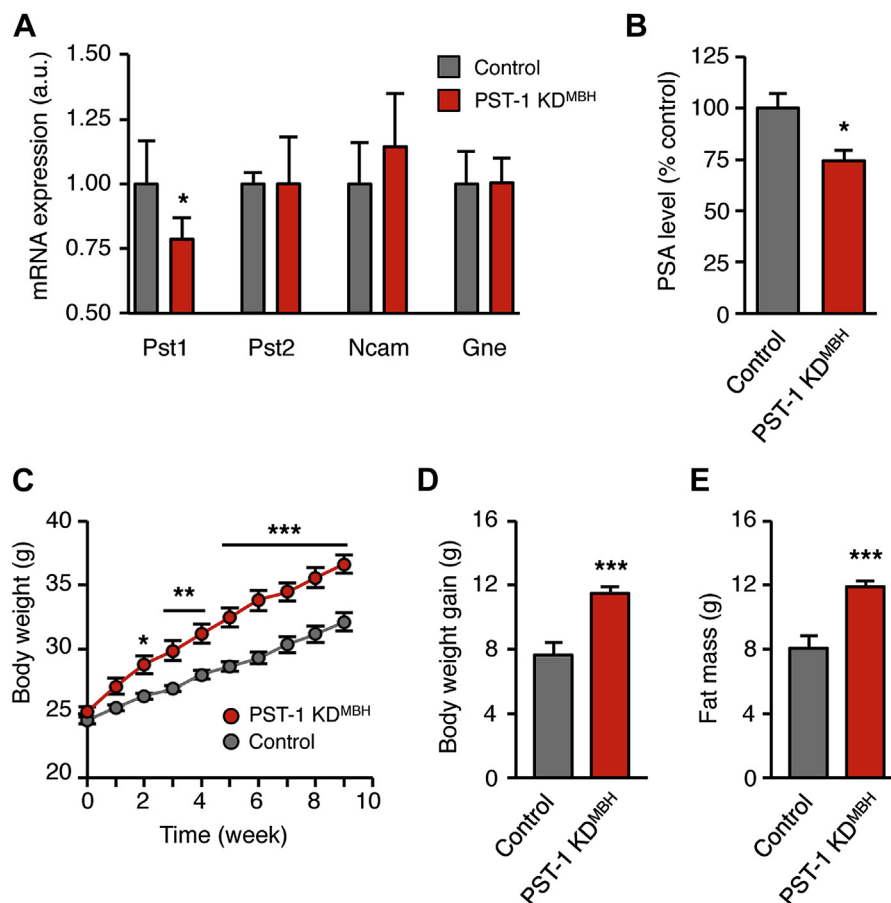 A
mRNA expression (a.u.)
1.50
1.25
1.00
0.75
0.50
Control
PST-1 KDMBH
*
Pst1 Pst2 Ncam Gne
B
PSA level (% control)
125
100
75
50
25
0
*
Control
PST-1 KDMBH
C
Body weight (g)
40
35
30
25
20
*
**
***
PST-1 KDMBH
Control
0 2 4 6 8 10
Time (week)
D
Body weight gain (g)
16
12
8
4
0
***
Control
PST-1 KDMBH
E
Fat mass (g)
16
12
8
4
0
***
Control
PST-1 KDMBH